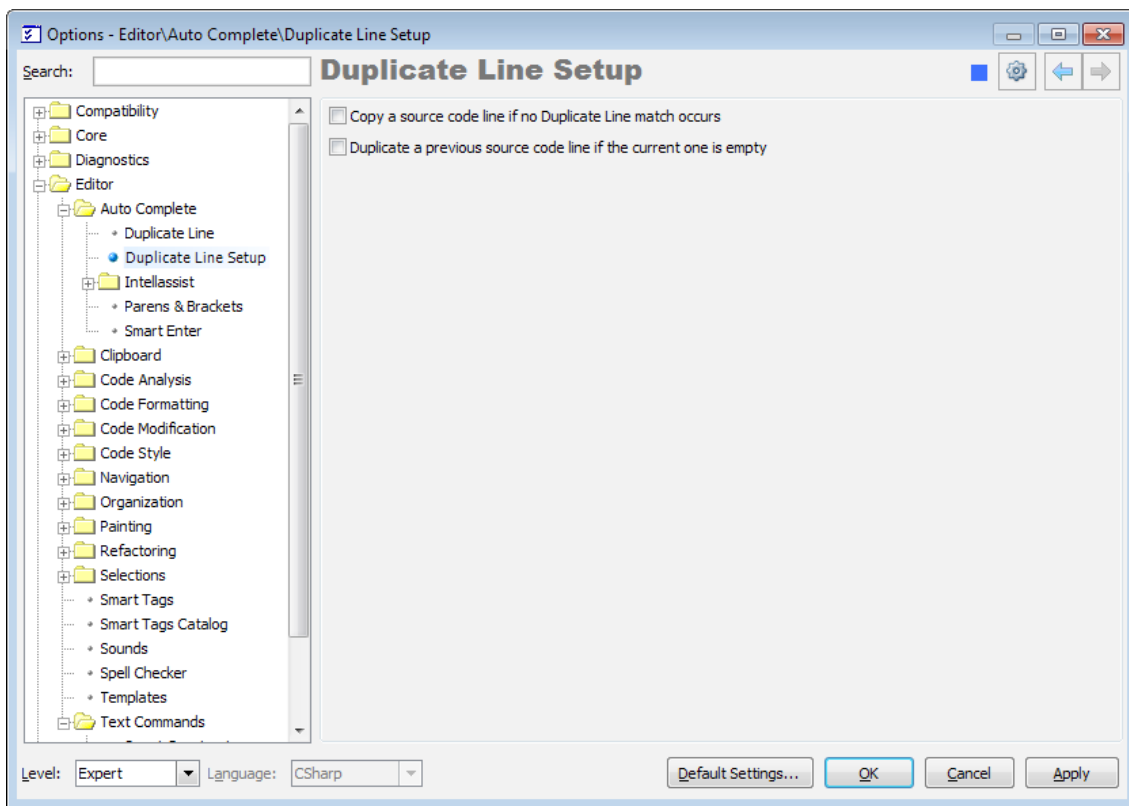 Options - Editor\Auto Complete\Duplicate Line Setup
Search:
Duplicate Line Setup
Compatibility
Core
Diagnostics
Editor
Auto Complete
Duplicate Line
Duplicate Line Setup
Intellassist
Parens & Brackets
Smart Enter
Clipboard
Code Analysis
Code Formatting
Code Modification
Code Style
Navigation
Organization
Painting
Refactoring
Selections
Smart Tags
Smart Tags Catalog
Sounds
Spell Checker
Templates
Text Commands
Copy a source code line if no Duplicate Line match occurs
Duplicate a previous source code line if the current one is empty
Level: Expert Language: CSharp Default Settings... OK Cancel Apply